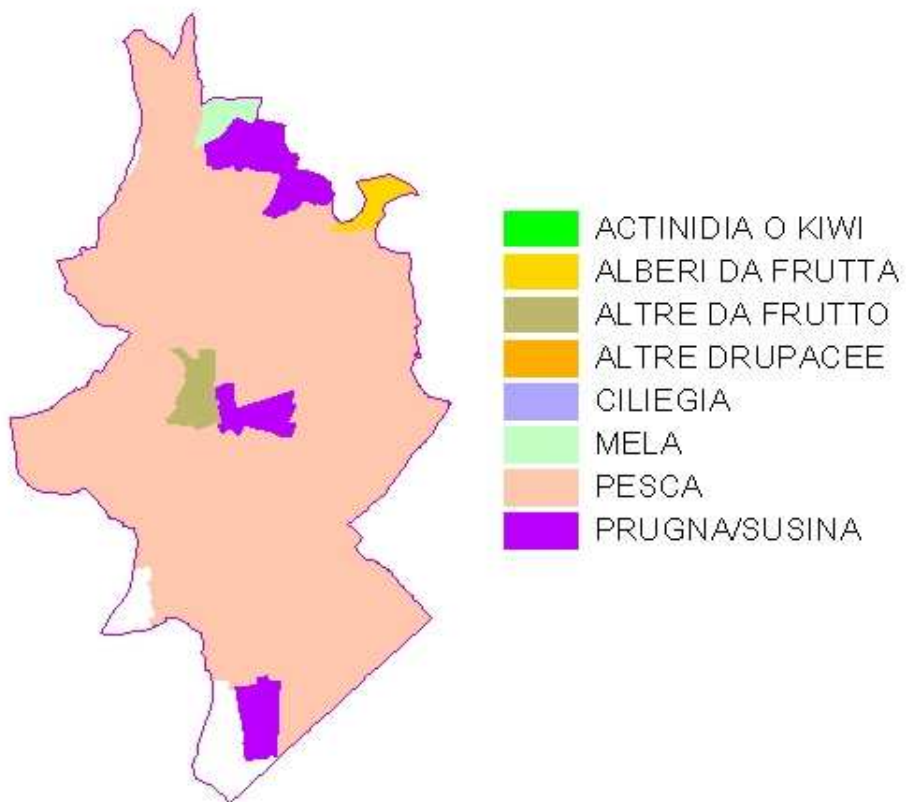 ACTINIDIA O KIWI
ALBERI DA FRUTTA
ALTRE DA FRUTTO
ALTRE DRUPACEE
CILIEGIA
MELA
PESCA
PRUGNA/SUSINA